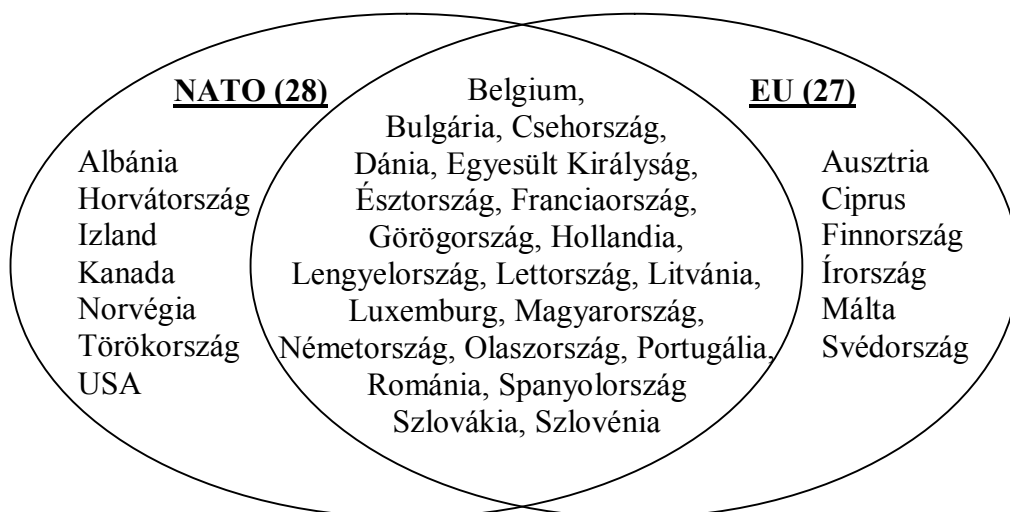 NATO (28)
Albánia
Horvátország
Izland
Kanada
Norvégia
Törökország
USA
Belgium,
Bulgária, Csehország,
Dánia, Egyesült Királyság,
Észtország, Franciaország,
Görögország, Hollandia,
Lengyelország, Lettország, Litvánia,
Luxemburg, Magyarország,
Németország, Olaszország, Portugália,
Románia, Spanyolország
Szlovákia, Szlovénia
EU (27)
Ausztria
Ciprus
Finnország
Írország
Málta
Svédország